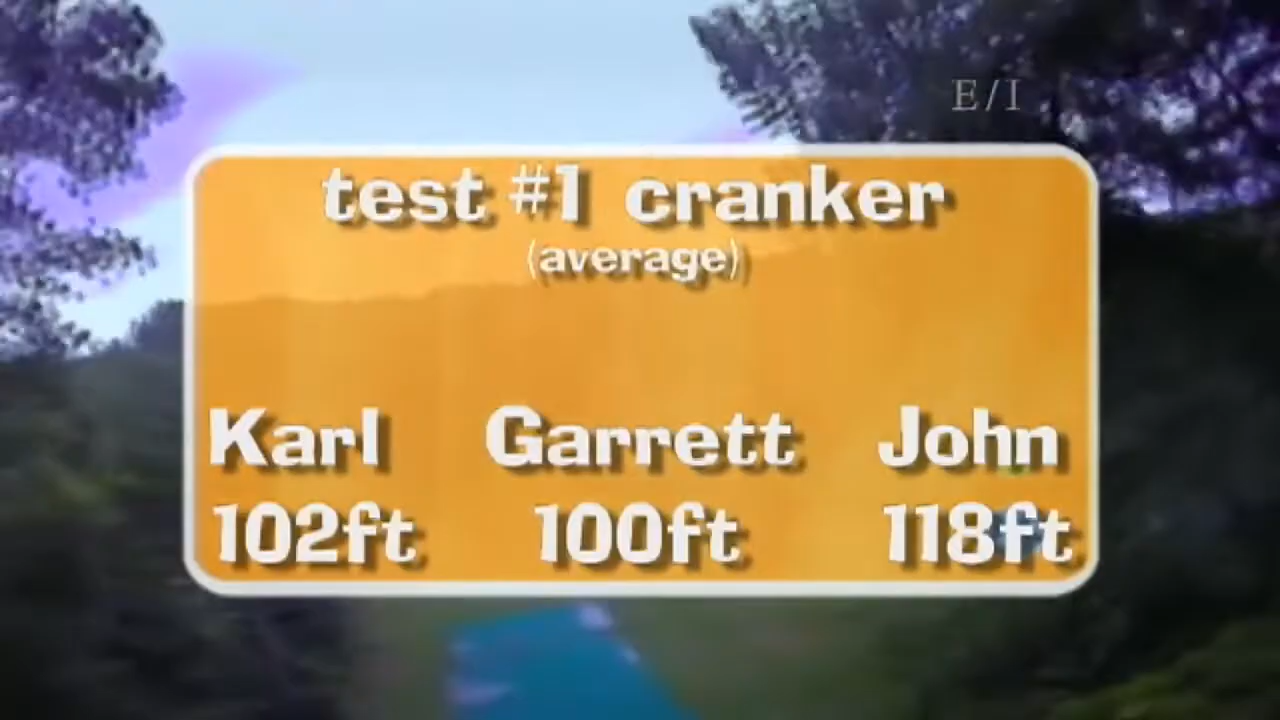 E/I
test #1 cranker
(average)
Karl Garrett John
102ft 100ft 118ft